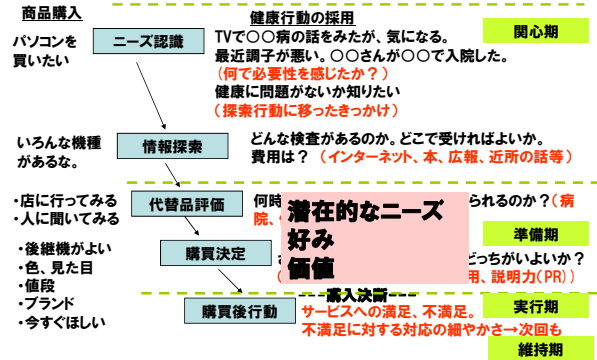 商品購入
健康行動の採用
パソコンを
買いたい
ニーズ認識
TVで〇〇病の話をみたが、気になる。
最近調子が悪い。〇〇さんが〇〇で入院した。
（何で必要性を感じたか？）
健康に問題がないか知りたい
（探索行動に移ったきっかけ）
関心期
いろんな機種
があるな。
情報探索
どんな検査があるのか。どこで受ければよいか。
費用は？（インターネット、本、広報、近所の話等）
・店に行ってみる
・人に聞いてみる
代替品評価
何時
られるのか？（病
院、
潜在的なニーズ
好み
価値
準備期
・後継機がよい
・色、見た目
・値段
・ブランド
・今すぐほしい
購買決定
どっちがいよいか？
用、説明力（PR））
---購入決断---
購買後行動
サービスへの満足、不満足。
不満足に対する対応の細やかさ→次回も
実行期
維持期